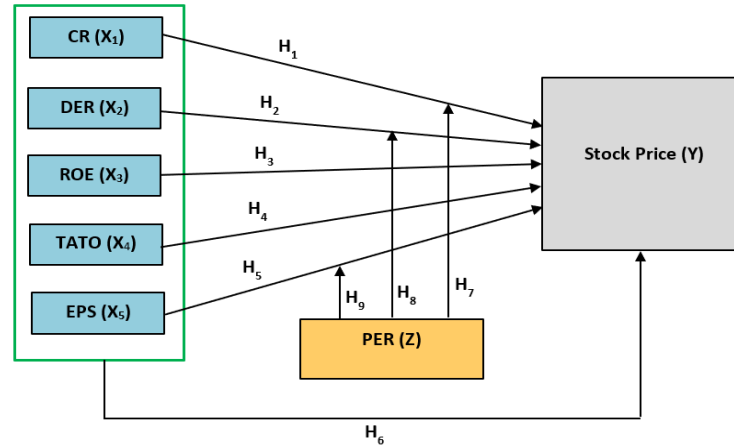 CR (X₁)
H₁
DER (X₂)
H₂
ROE (X₃)
H₃
Stock Price (Y)
TATO (X₄)
H₄
EPS (X₅)
H₅
H₉
H₈
H₇
PER (Z)
H₆